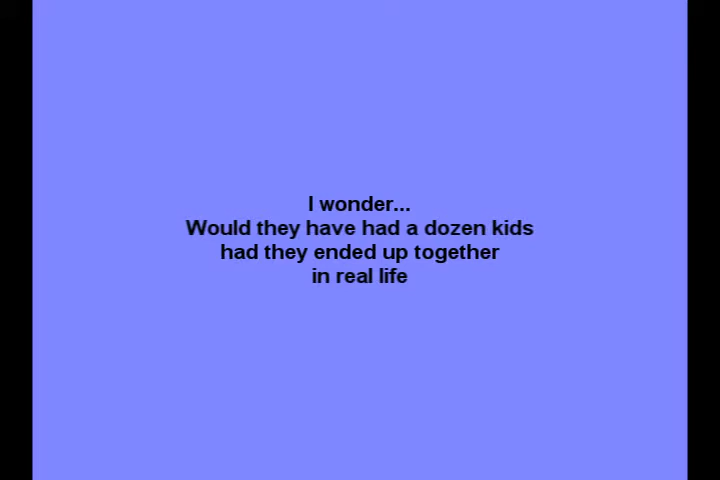 I wonder...
Would they have had a dozen kids
had they ended up together
in real life